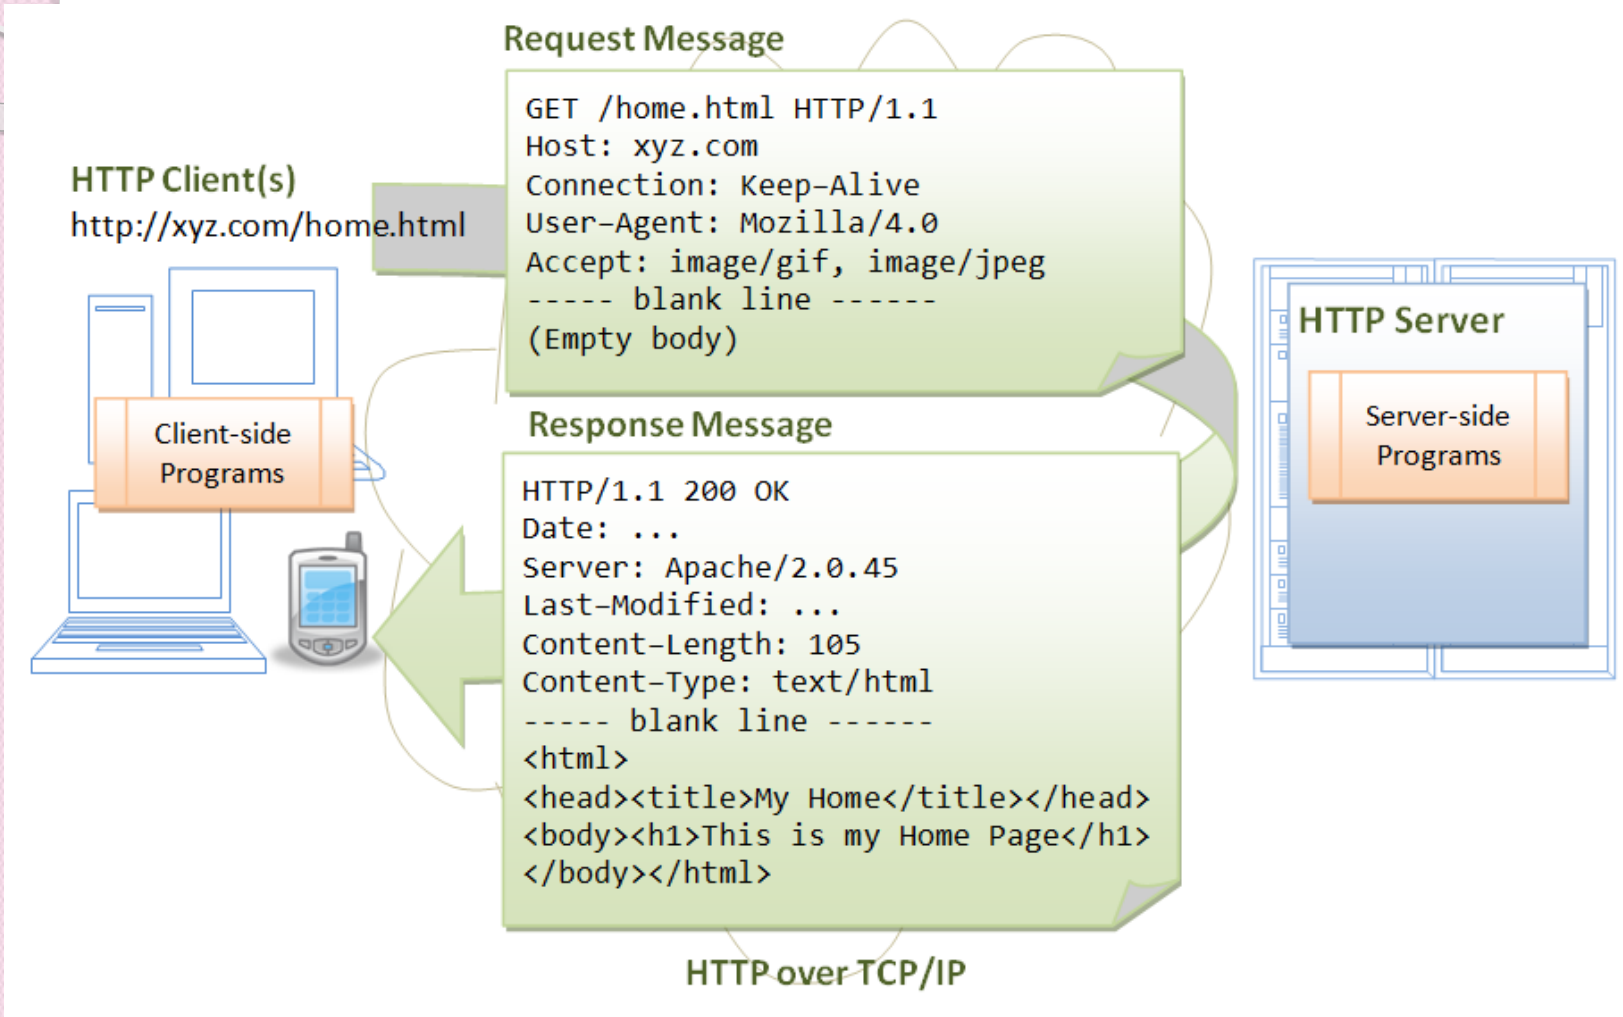 Request Message
GET /home.html HTTP/1.1
Host: xyz.com
Connection: Keep-Alive
User-Agent: Mozilla/4.0
Accept: image/gif, image/jpeg
----- blank line ------
(Empty body)
HTTP Client(s)
http://xyz.com/home.html
Client-side
Programs
HTTP Server
Server-side
Programs
Response Message
HTTP/1.1 200 OK
Date: ...
Server: Apache/2.0.45
Last-Modified: ...
Content-Length: 105
Content-Type: text/html
----- blank line ------
<html>
<head><title>My Home</title></head>
<body><h1>This is my Home Page</h1>
</body></html>
HTTP over TCP/IP